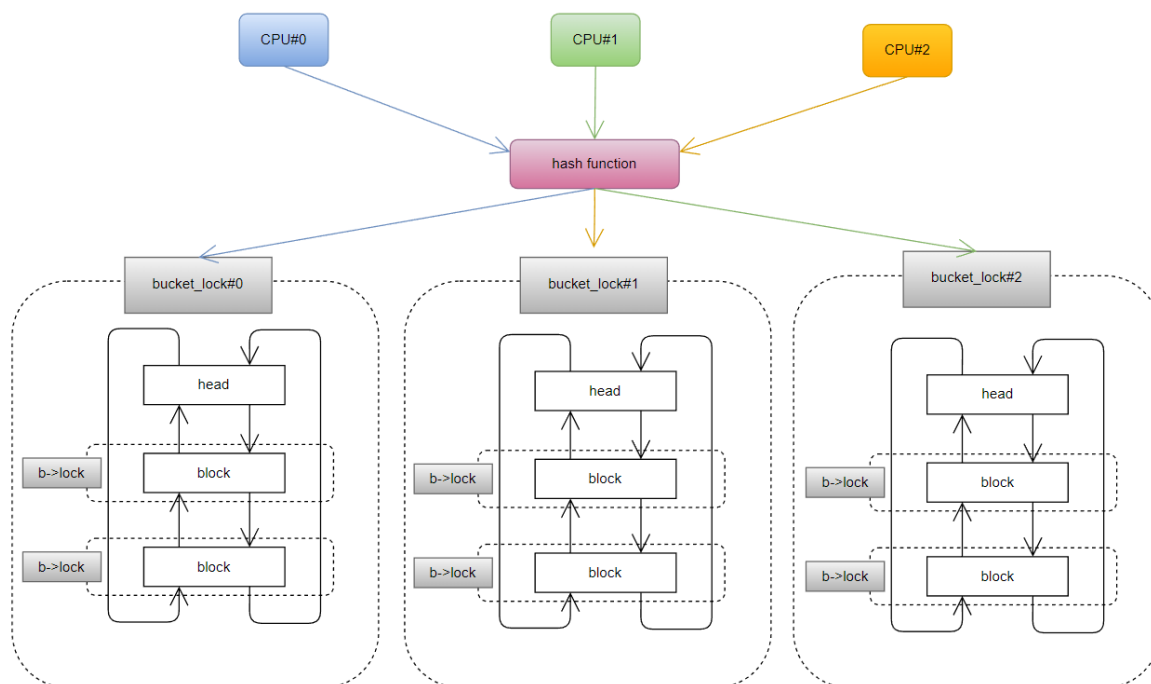 CPU#0
CPU#1
CPU#2
hash function
bucket_lock#0
bucket_lock#1
bucket_lock#2
head
head
head
b->lock
block
b->lock
block
b->lock
block
b->lock
block
b->lock
block
b->lock
block